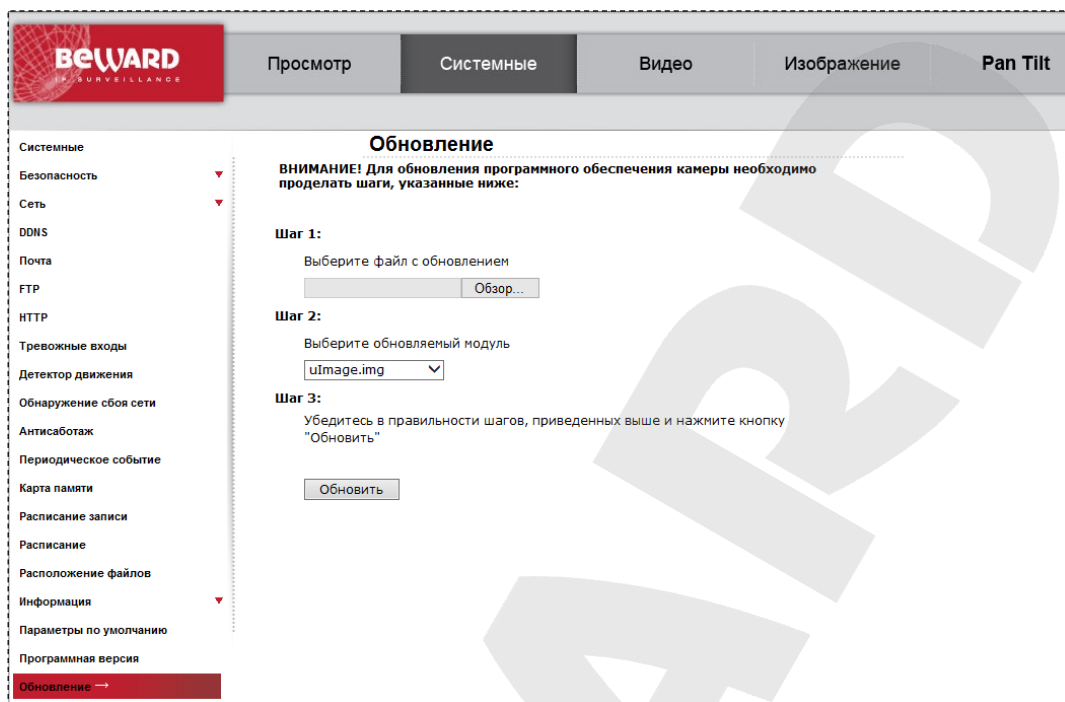 BEWARD
IP SURVEILLANCE
Просмотр
Системные
Видео
Изображение
Pan Tilt
Системные
Безопасность
Сеть
DDNS
Почта
FTP
HTTP
Тревожные входы
Детектор движения
Обнаружение сбоя сети
Антисаботаж
Периодическое событие
Карта памяти
Расписание записи
Расписание
Расположение файлов
Информация
Параметры по умолчанию
Программная версия
Обновление →
Обновление
ВНИМАНИЕ! Для обновления программного обеспечения камеры необходимо
проделать шаги, указанные ниже:
Шаг 1:
Выберите файл с обновлением
Обзор...
Шаг 2:
Выберите обновляемый модуль
uImage.img
Шаг 3:
Убедитесь в правильности шагов, приведенных выше и нажмите кнопку
"Обновить"
Обновить
ARD